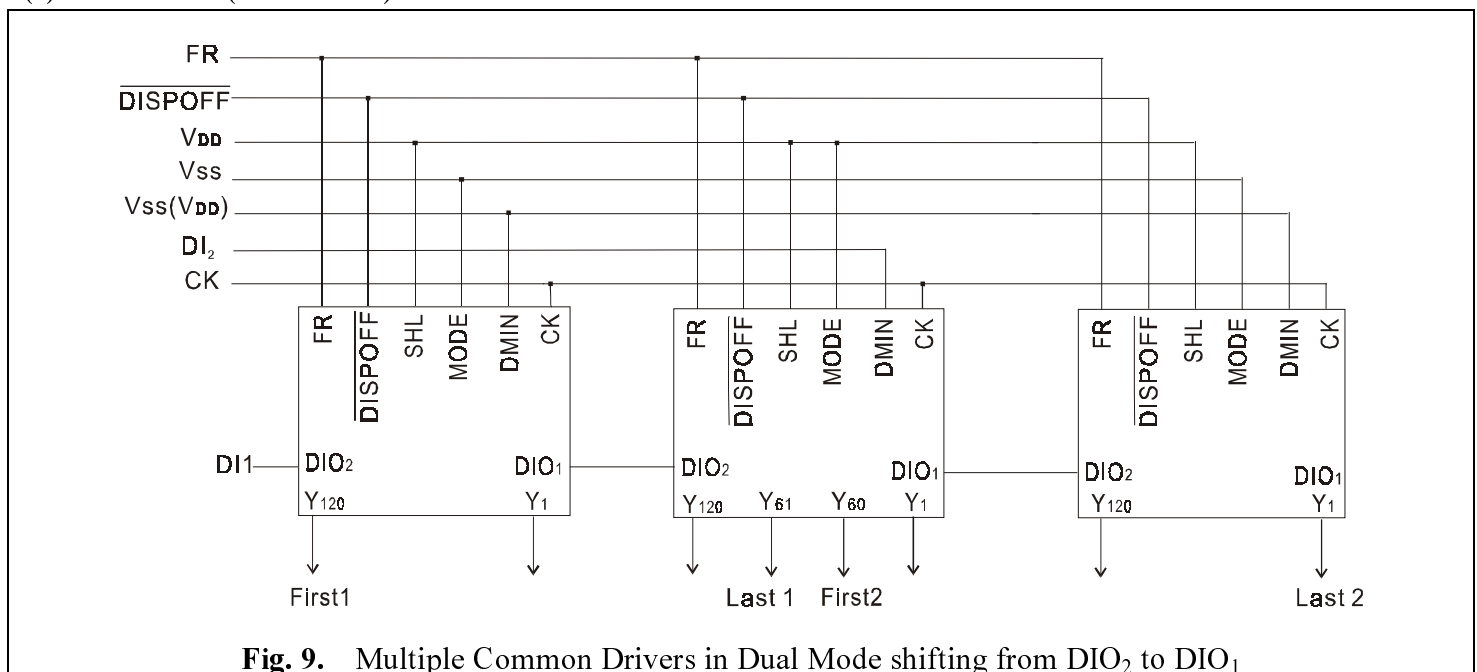 FR
DISPOFF
VDD
Vss
Vss(VDD)
DI2
CK
FR DISPOFF SHL MODE DMIN CK
FR DISPOFF SHL MODE DMIN CK
FR DISPOFF SHL MODE DMIN CK
DI1 DIO2 DIO1 DIO2 DIO1 DIO2 DIO1
Y120 Y1 Y120 Y61 Y60 Y1 Y120 Y1
First1 Last 1 First2 Last 2
Fig. 9. Multiple Common Drivers in Dual Mode shifting from DIO2 to DIO1